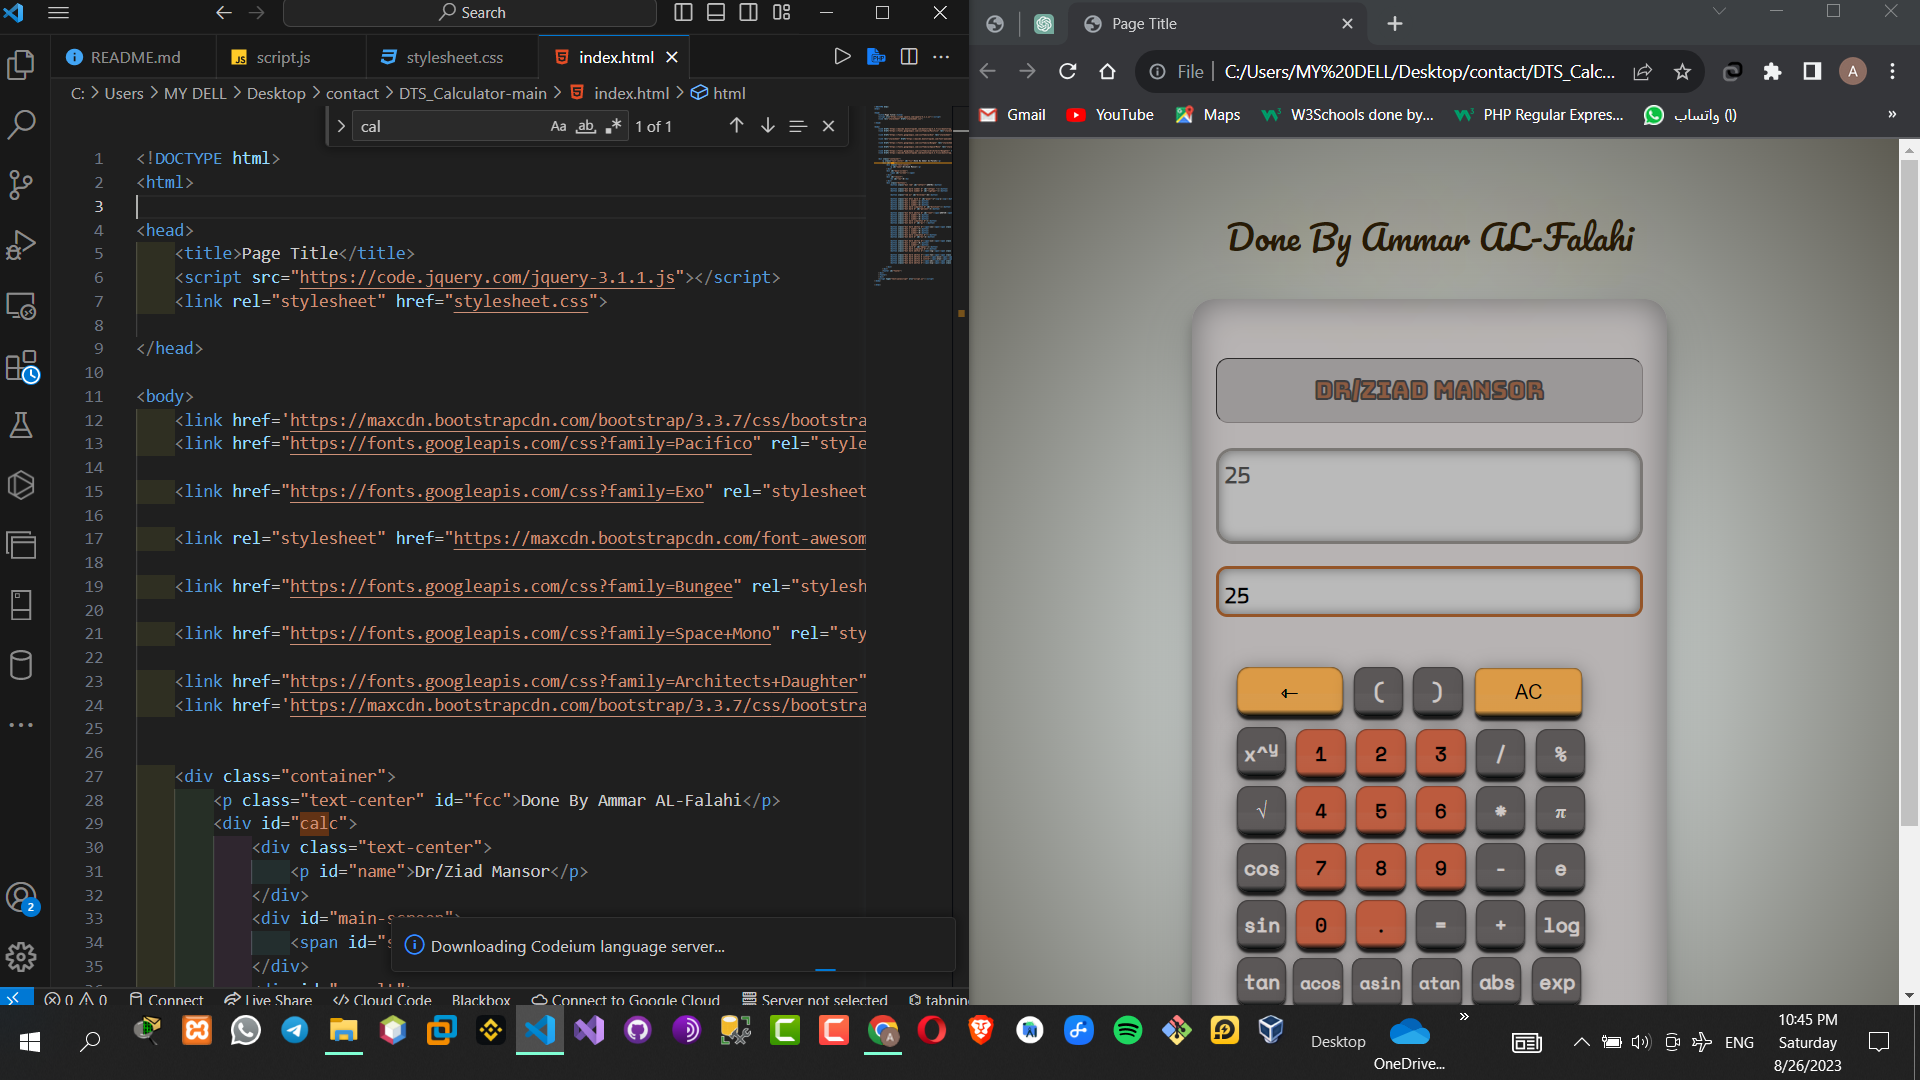 Search
README.md
script.js
stylesheet.css
index.html
C: > Users > MY DELL > Desktop > contact > DTS_Calculator-main > index.html > html
cal
Aa
ab
1 of 1
1 <!DOCTYPE html>
2 <html>
3
4 <head>
5 <title>Page Title</title>
6 <script src="https://code.jquery.com/jquery-3.1.1.js"></script>
7 <link rel="stylesheet" href="stylesheet.css">
8
9 </head>
10
11 <body>
12 <link href='https://maxcdn.bootstrapcdn.com/bootstrap/3.3.7/css/bootstra
13 <link href="https://fonts.googleapis.com/css?family=Pacifico" rel="style
14
15 <link href="https://fonts.googleapis.com/css?family=Exo" rel="stylesheet
16
17 <link rel="stylesheet" href="https://maxcdn.bootstrapcdn.com/font-awesom
18
19 <link href="https://fonts.googleapis.com/css?family=Bungee" rel="stylesh
20
21 <link href="https://fonts.googleapis.com/css?family=Space+Mono" rel="sty
22
23 <link href="https://fonts.googleapis.com/css?family=Architects+Daughter"
24 <link href='https://maxcdn.bootstrapcdn.com/bootstrap/3.3.7/css/bootstra
25
26
27 <div class="container">
28 <p class="text-center" id="fcc">Done By Ammar AL-Falahi</p>
29 <div id="calc">
30 <div class="text-center">
31 <p id="name">Dr/Ziad Mansor</p>
32 </div>
33 <div id="main-screen">
34 <span id="s
35 </div>
Downloading Codeium language server...
2
0 0 Connect Live Share Cloud Code Blackbox Connect to Google Cloud Server not selected tabnin
Page Title
File C:/Users/MY%20DELL/Desktop/contact/DTS_Calc...
A
Gmail
YouTube
Maps
W3Schools done by...
PHP Regular Expres...
(1) واتساب
»
Done By Ammar AL-Falahi
DR/ZIAD MANSOR
25
25
← ( ) AC
x^y 1 2 3 / %
√ 4 5 6 * π
cos 7 8 9 - e
sin 0 . = + log
tan acos asin atan abs exp
Desktop
OneDrive...
»
ENG
10:45 PM
Saturday
8/26/2023